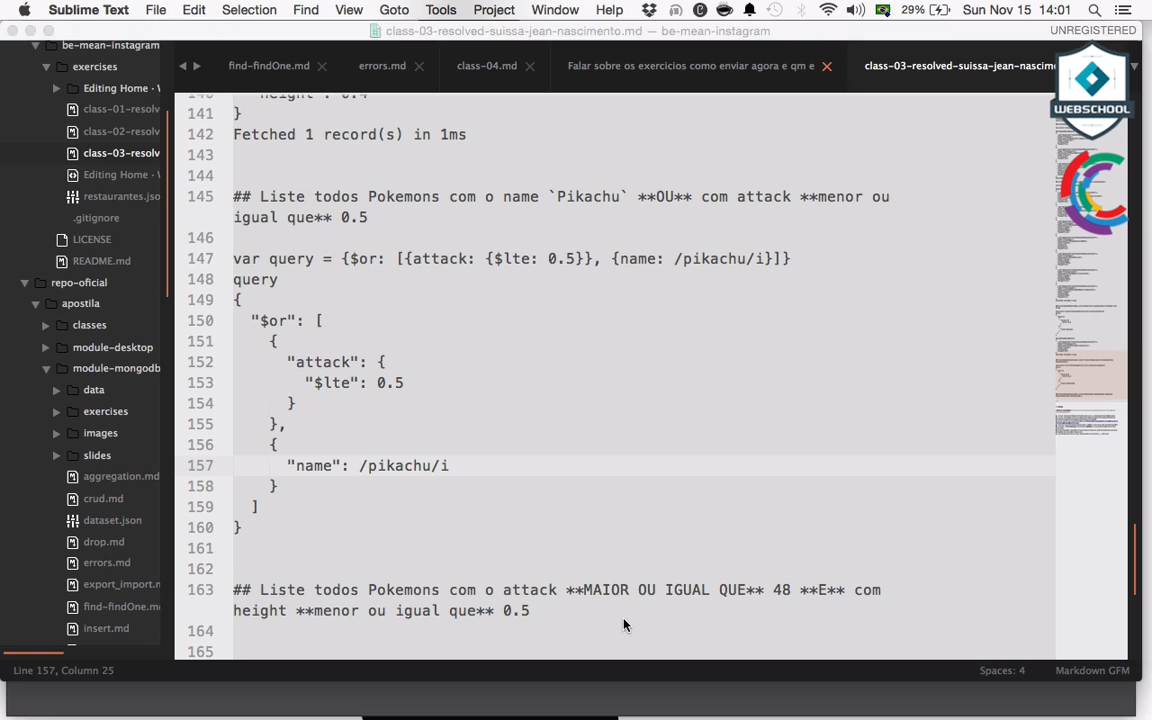 Sublime Text File Edit Selection Find View Goto Tools Project Window Help 29% Sun Nov 15 14:01
class-03-resolved-suissa-jean-nascimento.md — be-mean-instagram
UNREGISTERED
find-findOne.md
errors.md
class-04.md
Falar sobre os exercicios como enviar agora e qm e
class-03-resolved-suissa-jean-nascime
WEBSCHOOL
be-mean-instagram
exercises
Editing Home · W
class-01-resolv
class-02-resolv
class-03-resolv
Editing Home · W
restaurantes.jso
.gitignore
LICENSE
README.md
repo-oficial
apostila
classes
module-desktop
module-mongodb
data
exercises
images
slides
aggregation.md
crud.md
dataset.json
drop.md
errors.md
export_import.m
find-findOne.md
insert.md
141 }
142 Fetched 1 record(s) in 1ms
143
144
145 ## Liste todos Pokemons com o name `Pikachu` **OU** com attack **menor ou
igual que** 0.5
146
147 var query = {$or: [{attack: {$lte: 0.5}}, {name: /pikachu/i}]}
148 query
149 {
150 "$or": [
151 {
152 "attack": {
153 "$lte": 0.5
154 }
155 },
156 {
157 "name": /pikachu/i
158 }
159 ]
160 }
161
162
163 ## Liste todos Pokemons com o attack **MAIOR OU IGUAL QUE** 48 **E** com
height **menor ou igual que** 0.5
164
165
Line 157, Column 25
Spaces: 4
Markdown GFM